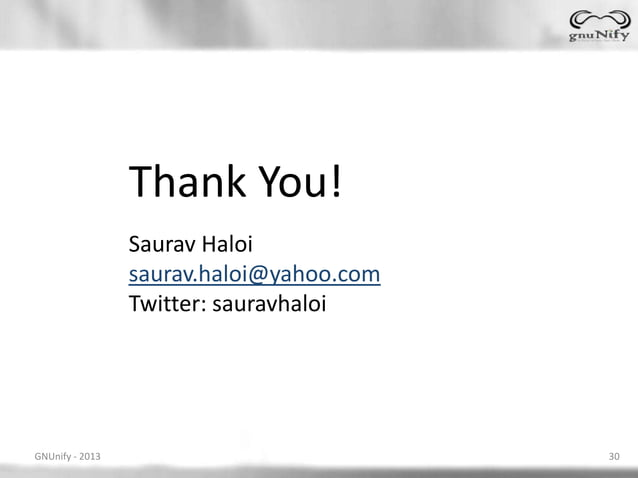 gnuNify
Thank You!
Saurav Haloi
saurav.haloi@yahoo.com
Twitter: sauravhaloi
GNUnify - 2013
30